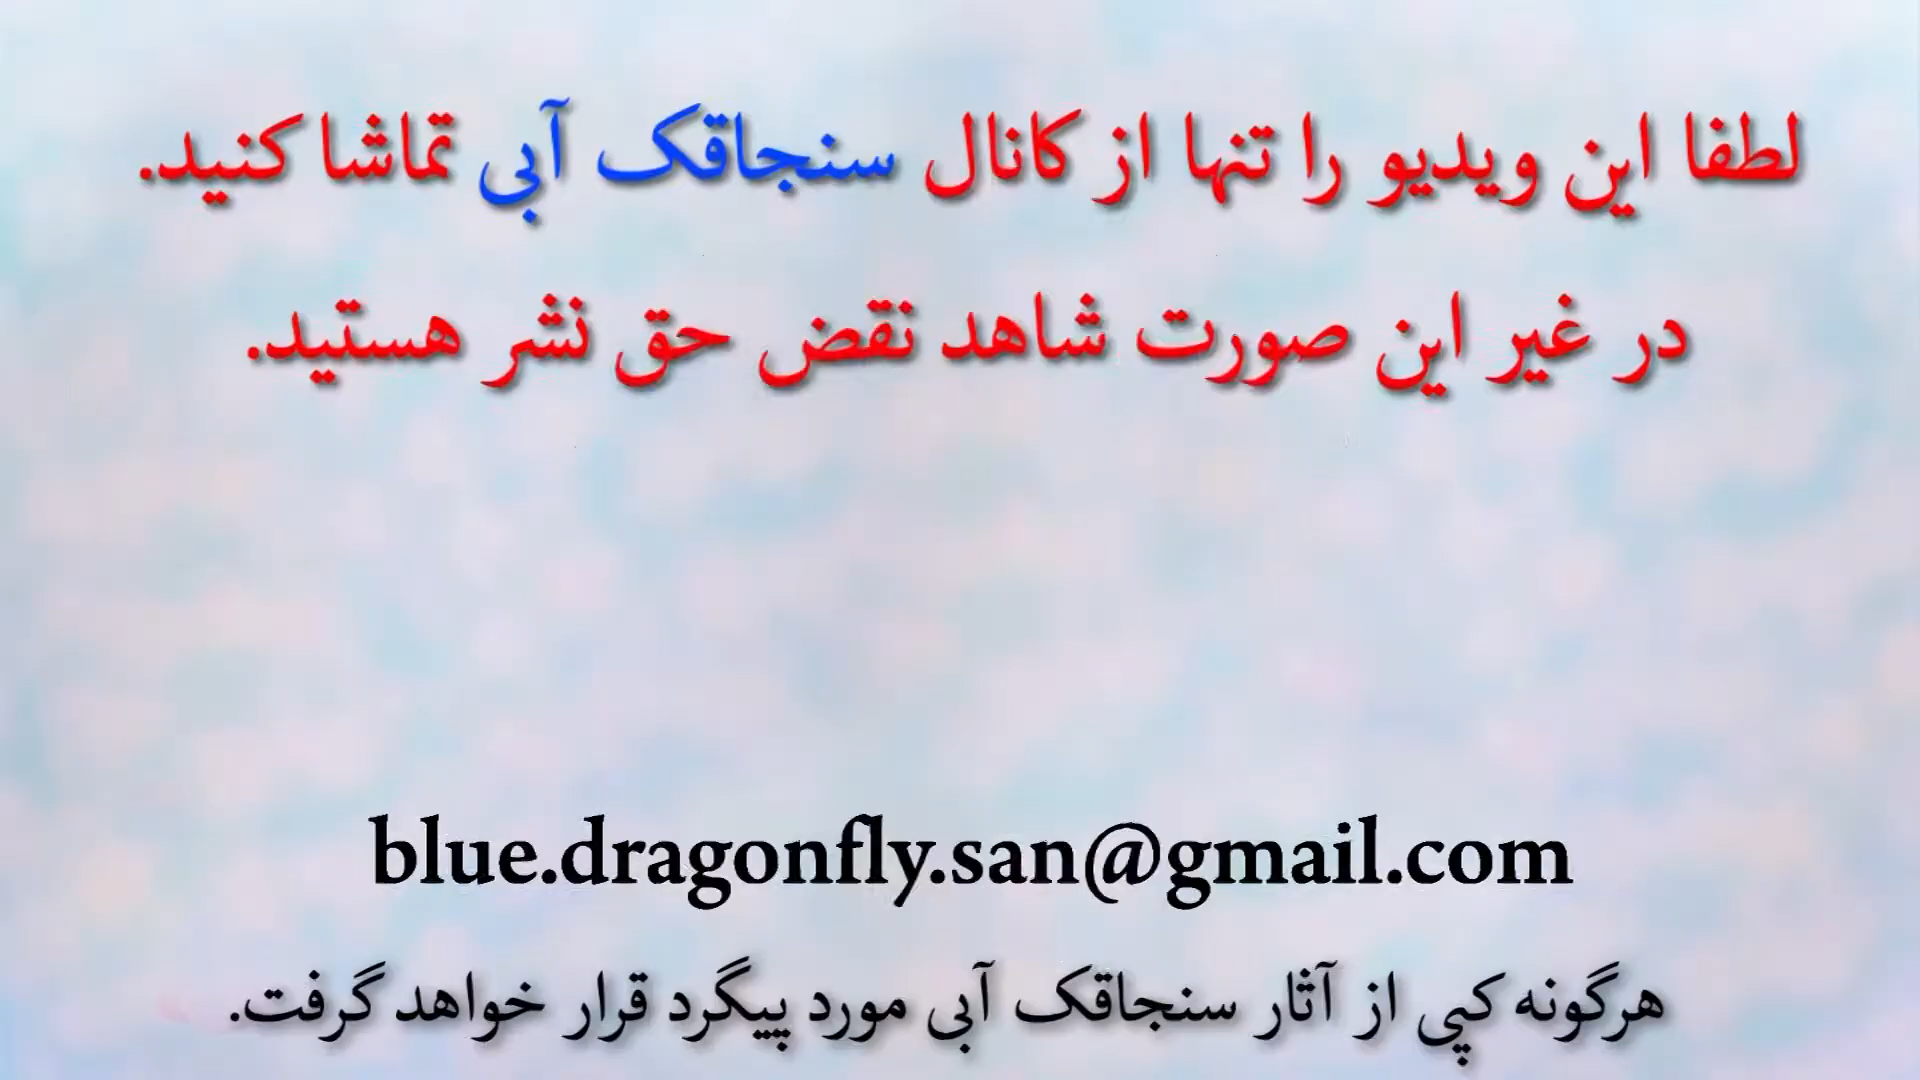 لطفا این ویدیو را تنها از کانال سنجاقک آبی تماشا کنید.
در غیر این صورت شاهد نقض حق نشر هستید.
blue.dragonfly.san@gmail.com
هرگونه کپی از آثار سنجاقک آبی مورد پیگرد قرار خواهد گرفت.